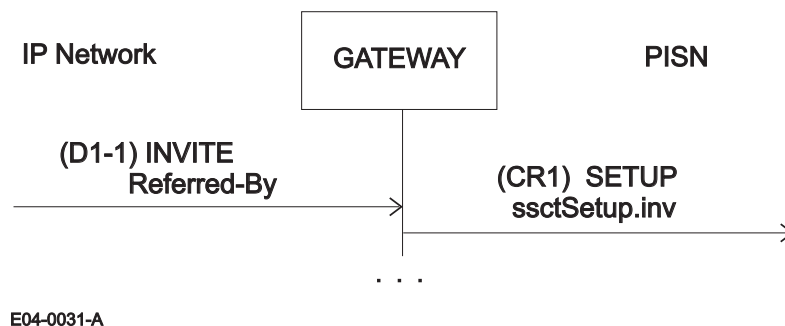 IP Network
GATEWAY
PISN
(D1-1) INVITE
Referred-By
(CR1) SETUP
ssctSetup.inv
. . .
E04-0031-A